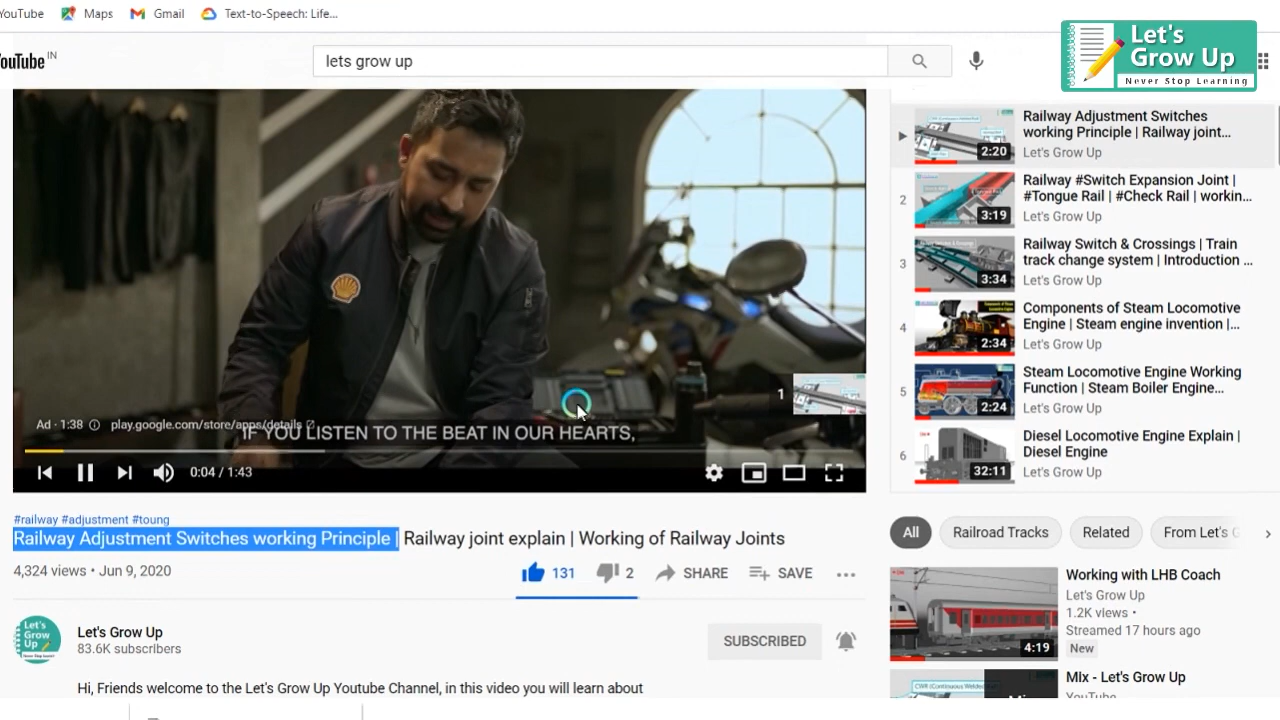 YouTube
Maps
Gmail
Text-to-Speech: Life...
ouTube IN
lets grow up
Let's
Grow Up
Never Stop Learning
Ad · 1:38
play.google.com/store/apps/details
IF YOU LISTEN TO THE BEAT IN OUR HEARTS,
1
0:04 / 1:43
#railway #adjustment #toung
Railway Adjustment Switches working Principle | Railway joint explain | Working of Railway Joints
4,324 views • Jun 9, 2020
131
2
SHARE
SAVE
Let's
Grow
Up
Let's Grow Up
83.6K subscribers
SUBSCRIBED
Hi, Friends welcome to the Let's Grow Up Youtube Channel, in this video you will learn about
2:20
Railway Adjustment Switches
working Principle | Railway joint...
Let's Grow Up
2
3:19
Railway #Switch Expansion Joint |
#Tongue Rail | #Check Rail | workin...
Let's Grow Up
3
3:34
Railway Switch & Crossings | Train
track change system | Introduction ...
Let's Grow Up
4
2:34
Components of Steam Locomotive
Engine | Steam engine invention |...
Let's Grow Up
5
2:24
Steam Locomotive Engine Working
Function | Steam Boiler Engine...
Let's Grow Up
6
32:11
Diesel Locomotive Engine Explain |
Diesel Engine
Let's Grow Up
All
Railroad Tracks
Related
From Let's G
4:19
Working with LHB Coach
Let's Grow Up
1.2K views •
Streamed 17 hours ago
New
Mix - Let's Grow Up
YouTube